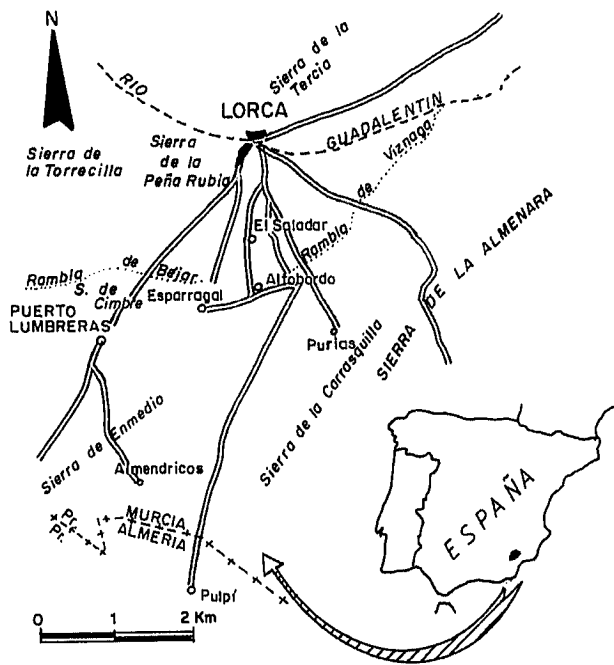 N
Sierra de la
Tercia
RIO
LORCA
GUADALENTIN
Sierra de
la Torrecilla
Sierra
de la
Peña Rubia
Rambla de Viznaga
El Saladar
Rambla de Bejar
S. de
Cimbre
Esparragal
Altobordo
PUERTO
LUMBRERAS
Purias
SIERRA DE LA ALMENARA
Sierra de la Carrasquilla
Sierra de Enmedio
Almendricos
Pr.
Pr.
MURCIA
ALMERIA
Pulpí
ESPAÑA
0 1 2 Km